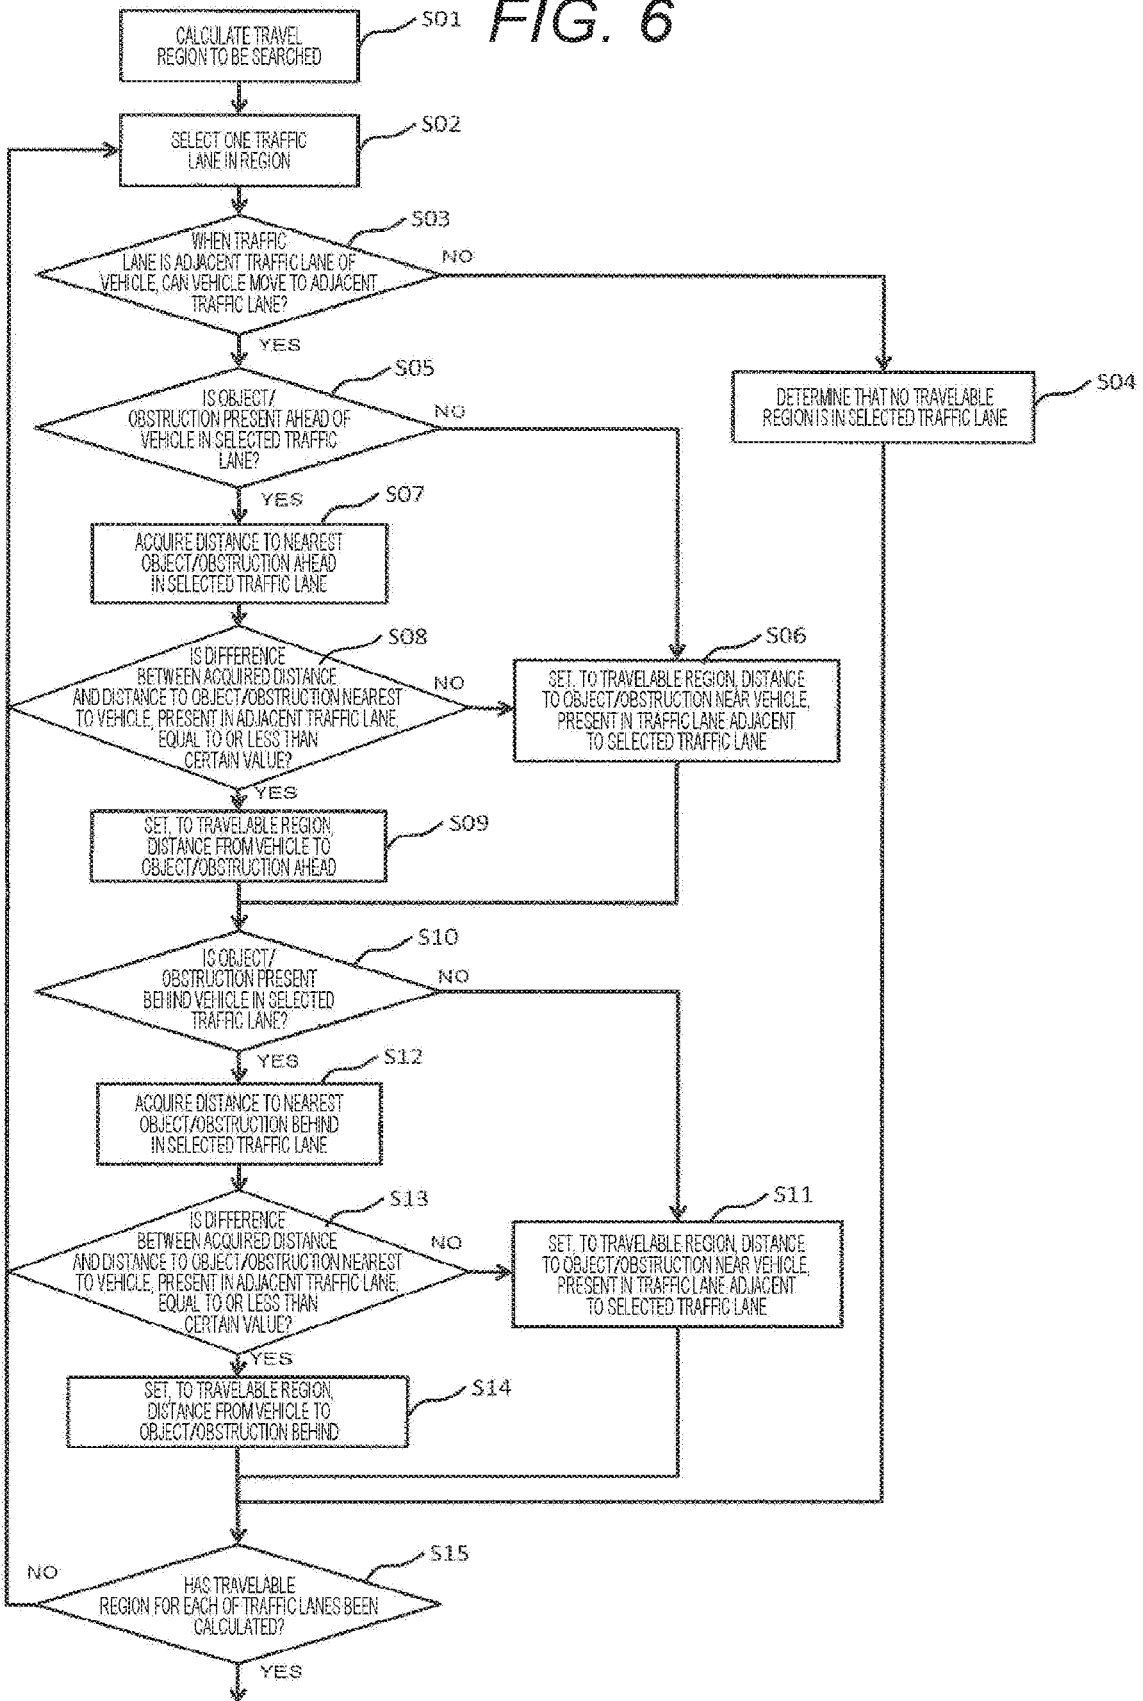 FIG. 6
S01
CALCULATE TRAVEL
REGION TO BE SEARCHED
S02
SELECT ONE TRAFFIC
LANE IN REGION
S03
WHEN TRAFFIC
LANE IS ADJACENT TRAFFIC LANE OF
VEHICLE, CAN VEHICLE MOVE TO ADJACENT
TRAFFIC LANE?
NO
YES
S04
DETERMINE THAT NO TRAVELABLE
REGION IS IN SELECTED TRAFFIC LANE
S05
IS OBJECT/
OBSTRUCTION PRESENT AHEAD OF
VEHICLE IN SELECTED TRAFFIC
LANE?
NO
YES
S07
ACQUIRE DISTANCE TO NEAREST
OBJECT/OBSTRUCTION AHEAD
IN SELECTED TRAFFIC LANE
S08
IS DIFFERENCE
BETWEEN ACQUIRED DISTANCE
AND DISTANCE TO OBJECT/OBSTRUCTION NEAREST
TO VEHICLE, PRESENT IN ADJACENT TRAFFIC LANE,
EQUAL TO OR LESS THAN
CERTAIN VALUE?
NO
YES
S06
SET, TO TRAVELABLE REGION, DISTANCE
TO OBJECT/OBSTRUCTION NEAR VEHICLE,
PRESENT IN TRAFFIC LANE ADJACENT
TO SELECTED TRAFFIC LANE
S09
SET, TO TRAVELABLE REGION,
DISTANCE FROM VEHICLE TO
OBJECT/OBSTRUCTION AHEAD
S10
IS OBJECT/
OBSTRUCTION PRESENT
BEHIND VEHICLE IN SELECTED
TRAFFIC LANE?
NO
YES
S12
ACQUIRE DISTANCE TO NEAREST
OBJECT/OBSTRUCTION BEHIND
IN SELECTED TRAFFIC LANE
S13
IS DIFFERENCE
BETWEEN ACQUIRED DISTANCE
AND DISTANCE TO OBJECT/OBSTRUCTION NEAREST
TO VEHICLE, PRESENT IN ADJACENT TRAFFIC LANE,
EQUAL TO OR LESS THAN
CERTAIN VALUE?
NO
YES
S11
SET, TO TRAVELABLE REGION, DISTANCE
TO OBJECT/OBSTRUCTION NEAR VEHICLE,
PRESENT IN TRAFFIC LANE ADJACENT
TO SELECTED TRAFFIC LANE
S14
SET, TO TRAVELABLE REGION,
DISTANCE FROM VEHICLE TO
OBJECT/OBSTRUCTION BEHIND
S15
HAS TRAVELABLE
REGION FOR EACH OF TRAFFIC LANES BEEN
CALCULATED?
NO
YES